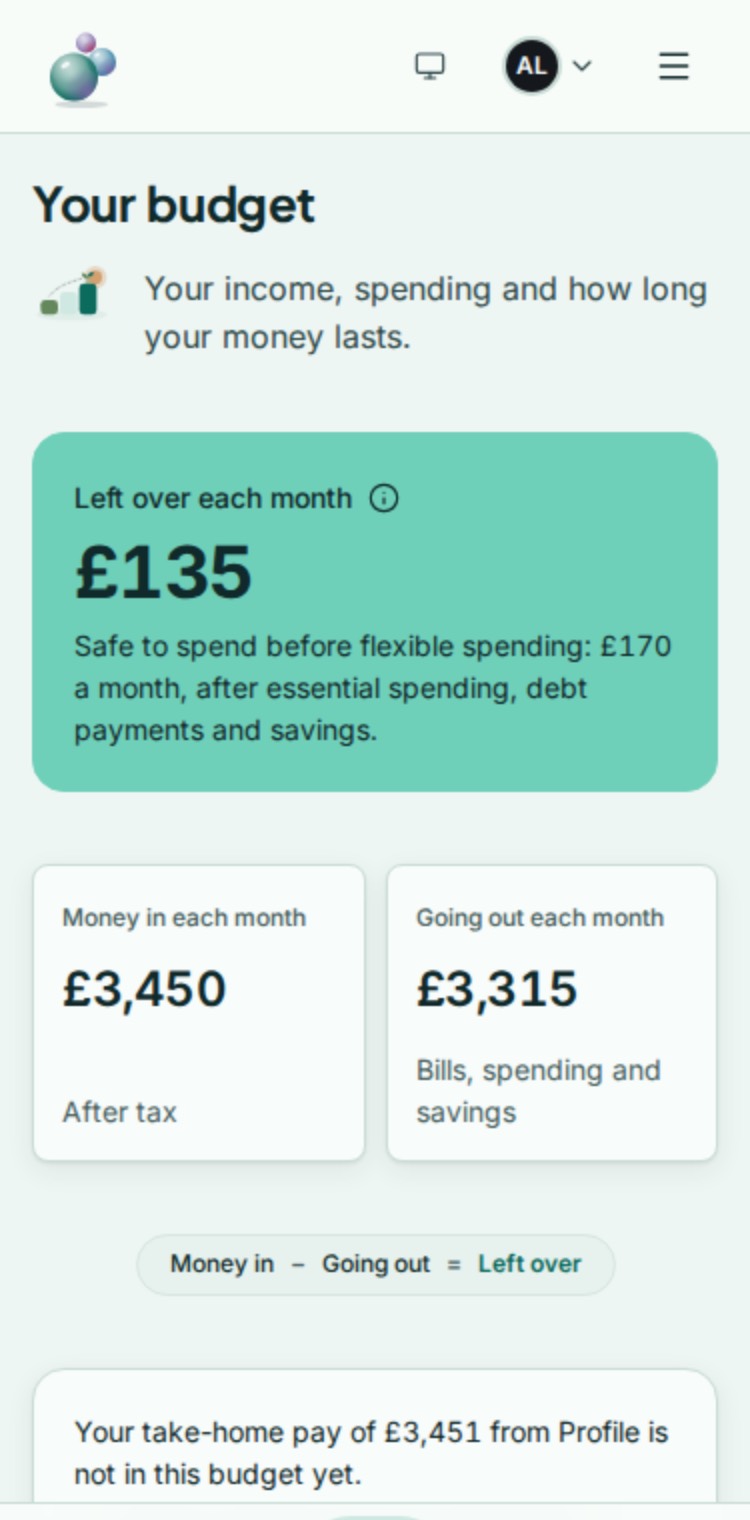 AL
Your budget
Your income, spending and how long
your money lasts.
Left over each month
£135
Safe to spend before flexible spending: £170
a month, after essential spending, debt
payments and savings.
Money in each month
£3,450
After tax
Going out each month
£3,315
Bills, spending and
savings
Money in – Going out = Left over
Your take-home pay of £3,451 from Profile is
not in this budget yet.